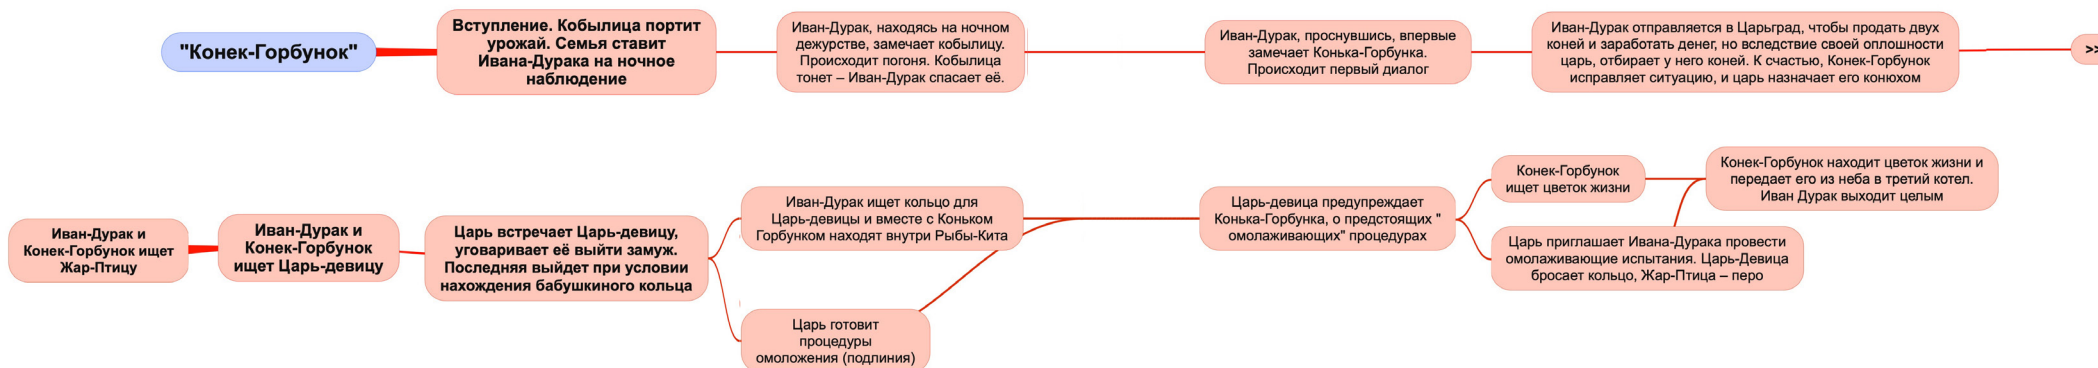 "Конек-Горбунок"
Вступление. Кобылица портит
урожай. Семья ставит
Ивана-Дурака на ночное
наблюдение
Иван-Дурак, находясь на ночном
дежурстве, замечает кобылицу.
Происходит погоня. Кобылица
тонет – Иван-Дурак спасает её.
Иван-Дурак, проснувшись, впервые
замечает Конька-Горбунка.
Происходит первый диалог
Иван-Дурак отправляется в Царьград, чтобы продать двух
коней и заработать денег, но вследствие своей оплошности
царь, отбирает у него коней. К счастью, Конек-Горбунок
исправляет ситуацию, и царь назначает его конюхом
>>
Иван-Дурак и
Конек-Горбунок ищет
Жар-Птицу
Иван-Дурак и
Конек-Горбунок
ищет Царь-девицу
Царь встречает Царь-девицу,
уговаривает её выйти замуж.
Последняя выйдет при условии
нахождения бабушкиного кольца
Иван-Дурак ищет кольцо для
Царь-девицы и вместе с Коньком
Горбунком находят внутри Рыбы-Кита
Царь готовит
процедуры
омоложения (подлиния)
Царь-девица предупреждает
Конька-Горбунка, о предстоящих "
омолаживающих" процедурах
Конек-Горбунок
ищет цветок жизни
Конек-Горбунок находит цветок жизни и
передает его из неба в третий котел.
Иван Дурак выходит целым
Царь приглашает Ивана-Дурака провести
омолаживающие испытания. Царь-Девица
бросает кольцо, Жар-Птица – перо